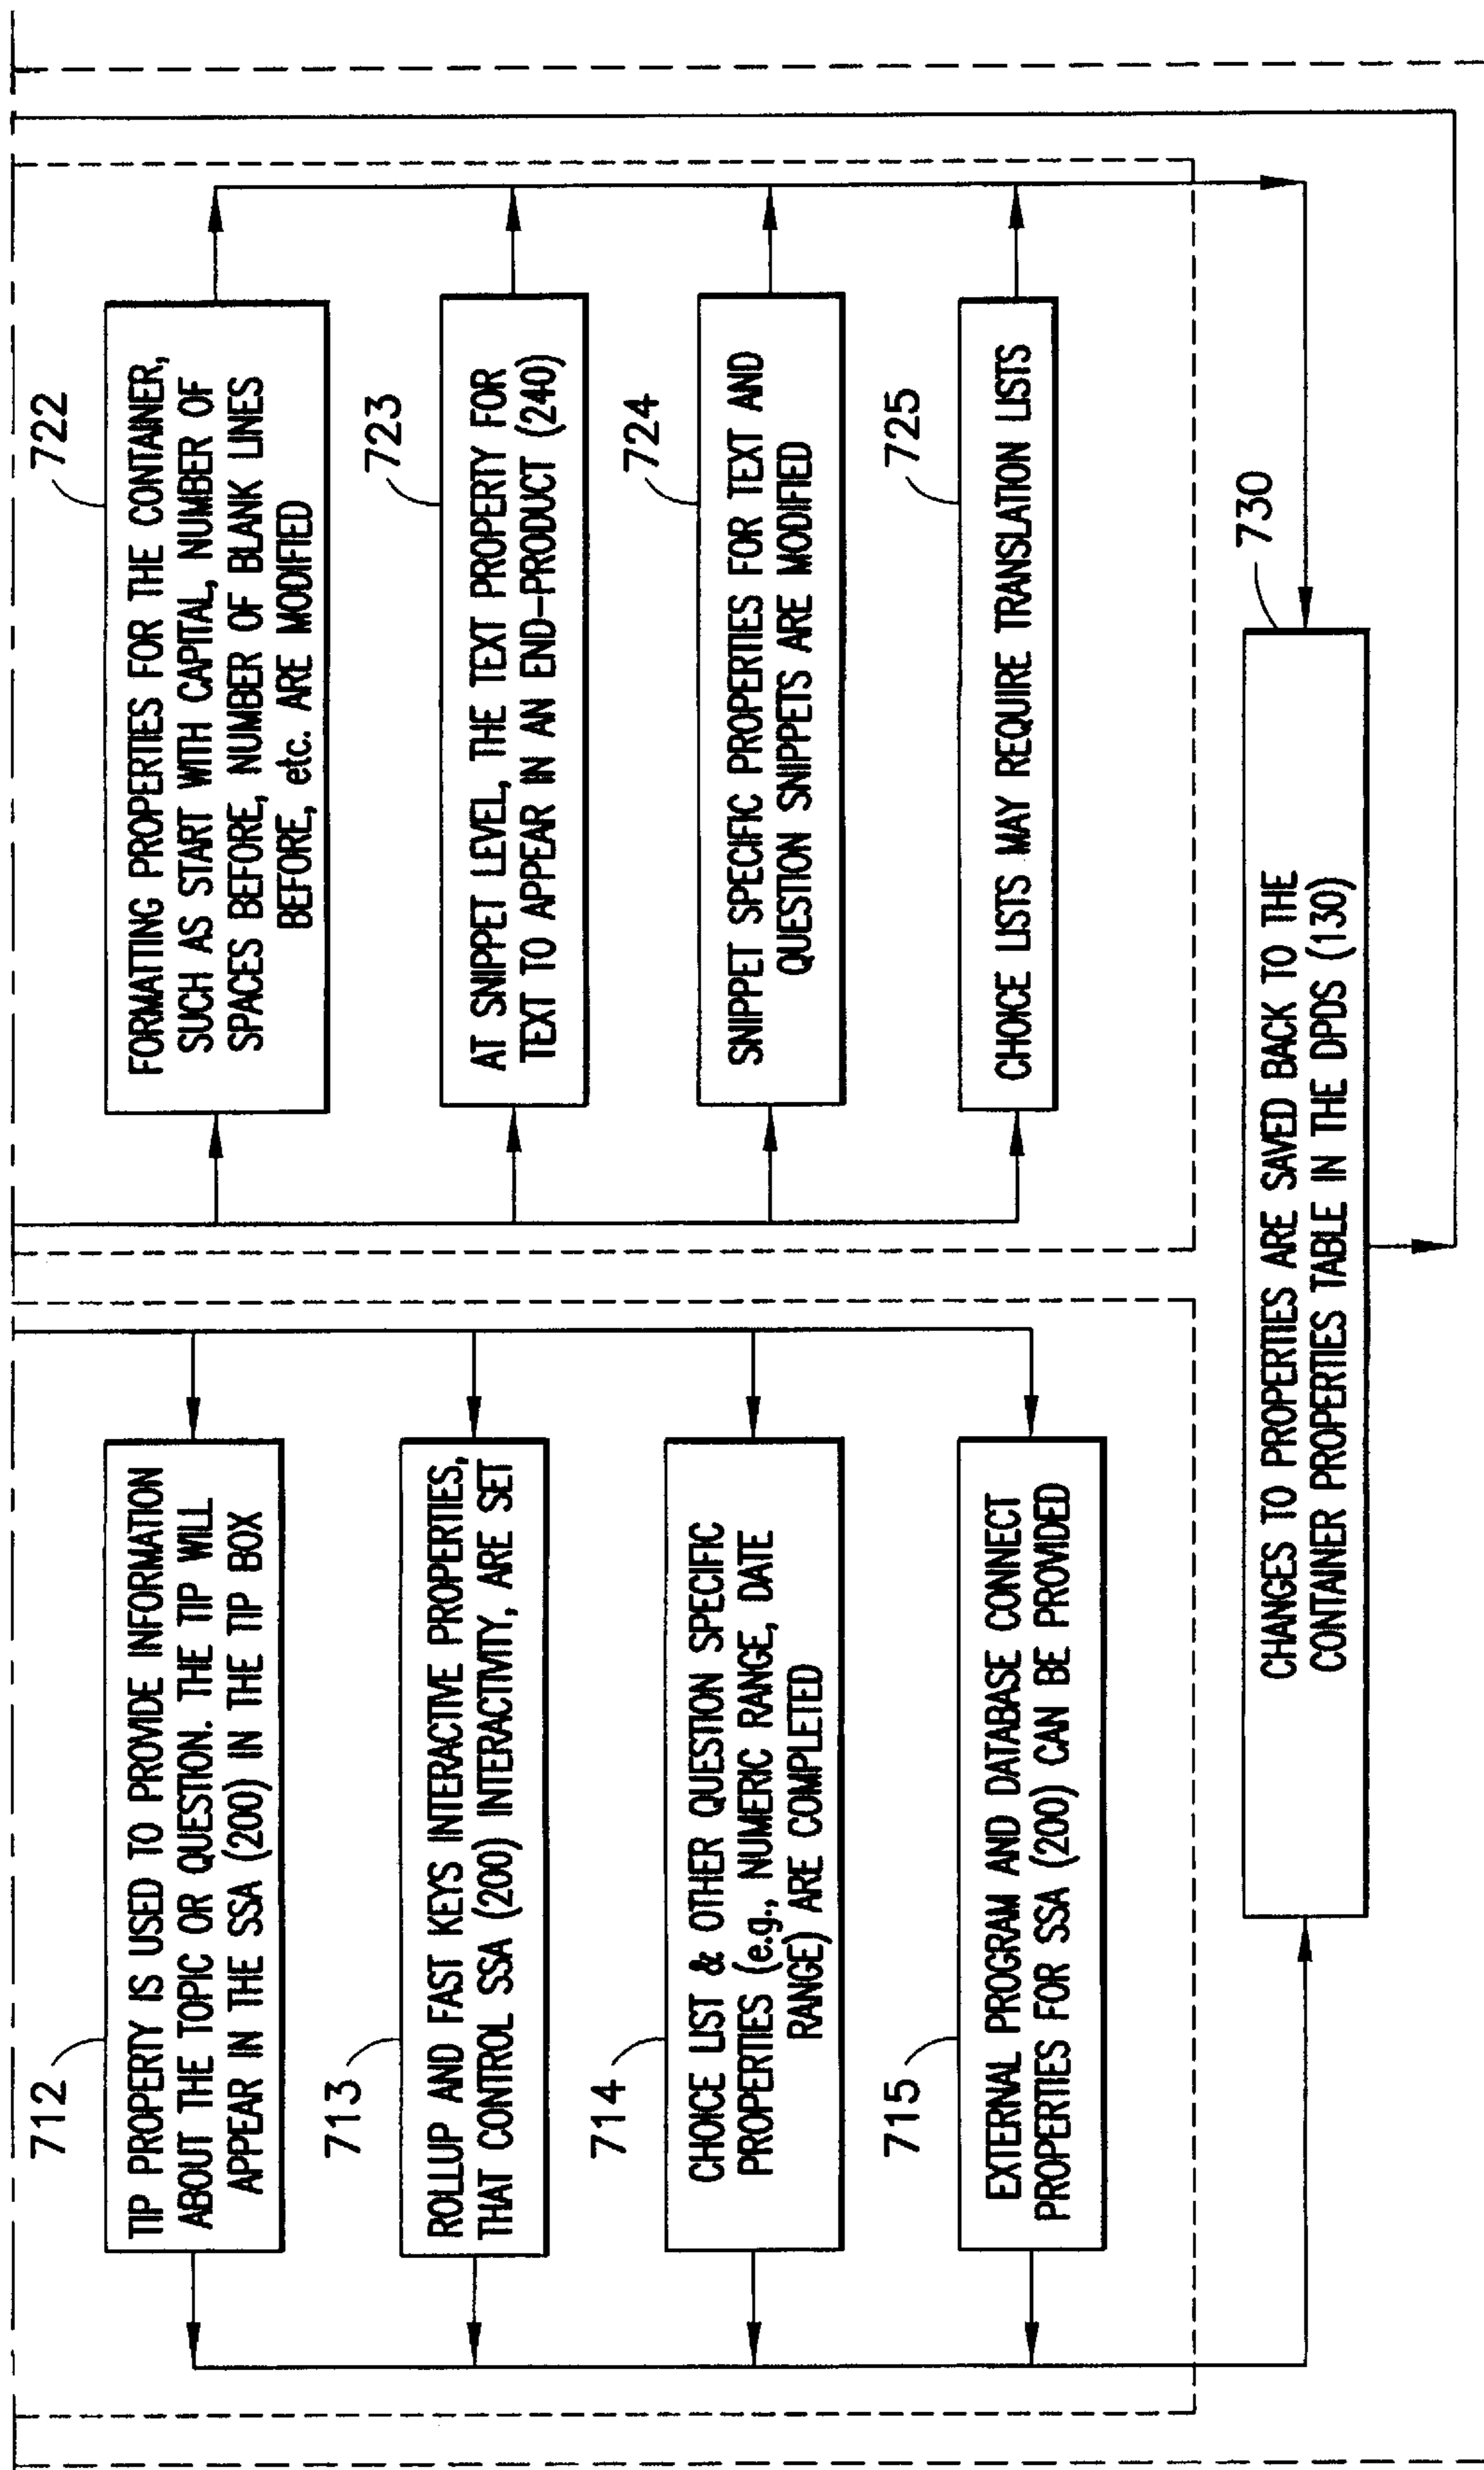 712
TIP PROPERTY IS USED TO PROVIDE INFORMATION
ABOUT THE TOPIC OR QUESTION. THE TIP WILL
APPEAR IN THE SSA (200) IN THE TIP BOX
713
ROLLUP AND FAST KEYS INTERACTIVE PROPERTIES,
THAT CONTROL SSA (200) INTERACTIVITY, ARE SET
714
CHOICE LIST & OTHER QUESTION SPECIFIC
PROPERTIES (e.g., NUMERIC RANGE, DATE
RANGE) ARE COMPLETED
715
EXTERNAL PROGRAM AND DATABASE CONNECT
PROPERTIES FOR SSA (200) CAN BE PROVIDED
722
FORMATTING PROPERTIES FOR THE CONTAINER,
SUCH AS START WITH CAPITAL, NUMBER OF
SPACES BEFORE, NUMBER OF BLANK LINES
BEFORE, etc. ARE MODIFIED
723
AT SNIPPET LEVEL, THE TEXT PROPERTY FOR
TEXT TO APPEAR IN AN END-PRODUCT (240)
724
SNIPPET SPECIFIC PROPERTIES FOR TEXT AND
QUESTION SNIPPETS ARE MODIFIED
725
CHOICE LISTS MAY REQUIRE TRANSLATION LISTS
730
CHANGES TO PROPERTIES ARE SAVED BACK TO THE
CONTAINER PROPERTIES TABLE IN THE DPDS (130)